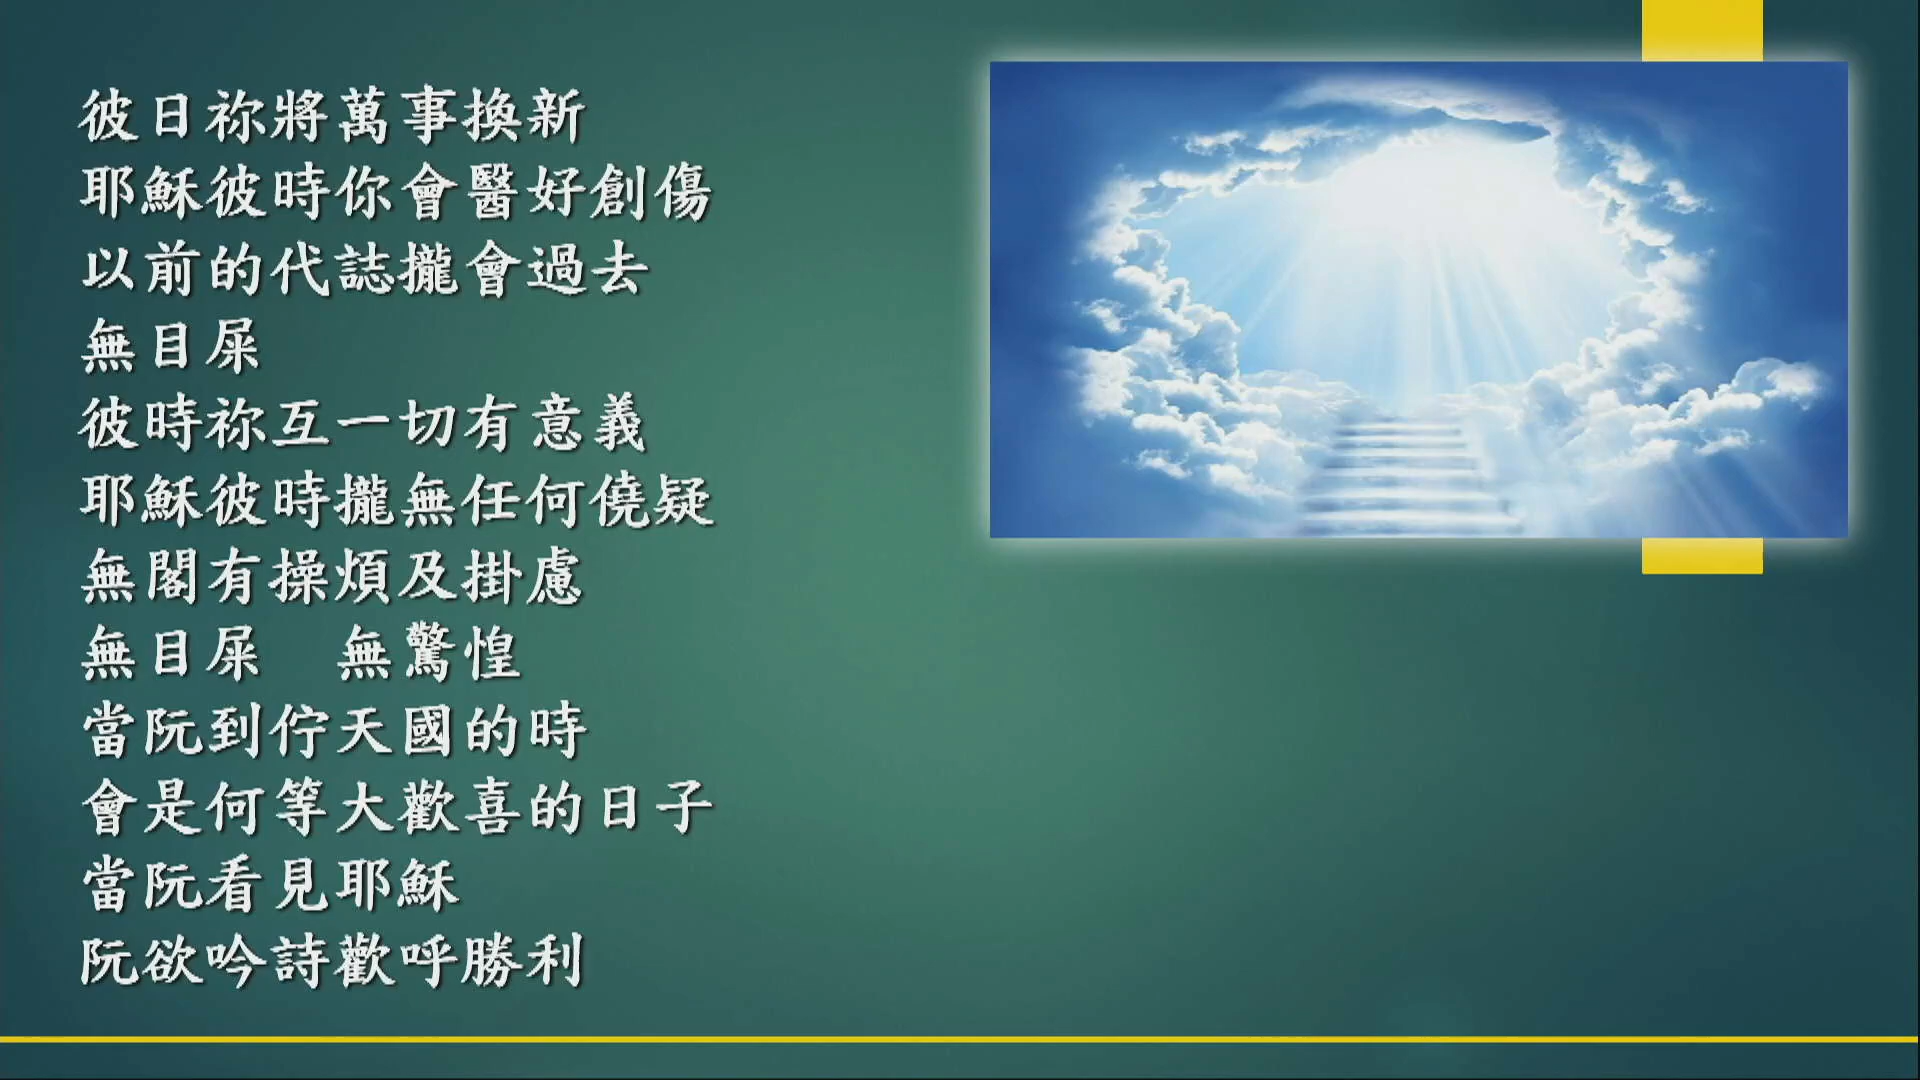 彼日祢將萬事換新
耶穌彼時你會醫好創傷
以前的代誌攏會過去
無目屎
彼時祢互一切有意義
耶穌彼時攏無任何僥疑
無閣有操煩及掛慮
無目屎　無驚惶
當阮到佇天國的時
會是何等大歡喜的日子
當阮看見耶穌
阮欲吟詩歡呼勝利